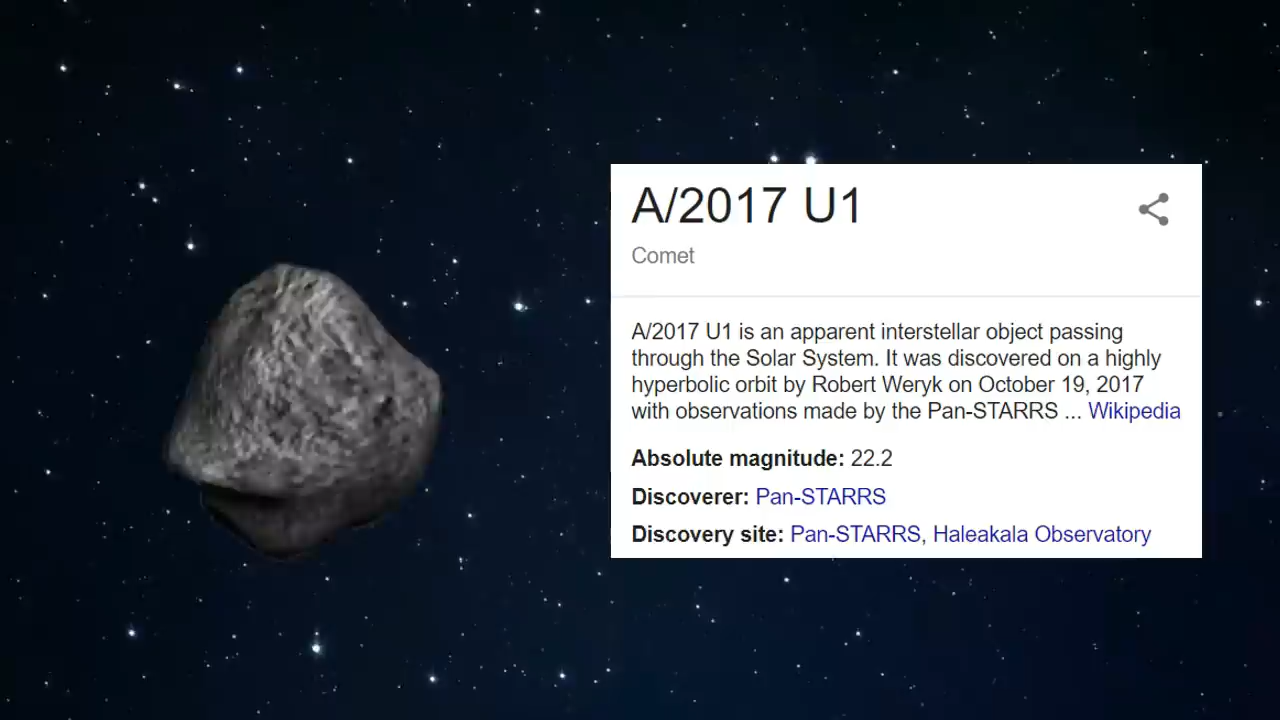 A/2017 U1
Comet
A/2017 U1 is an apparent interstellar object passing
through the Solar System. It was discovered on a highly
hyperbolic orbit by Robert Weryk on October 19, 2017
with observations made by the Pan-STARRS ... Wikipedia
Absolute magnitude: 22.2
Discoverer: Pan-STARRS
Discovery site: Pan-STARRS, Haleakala Observatory